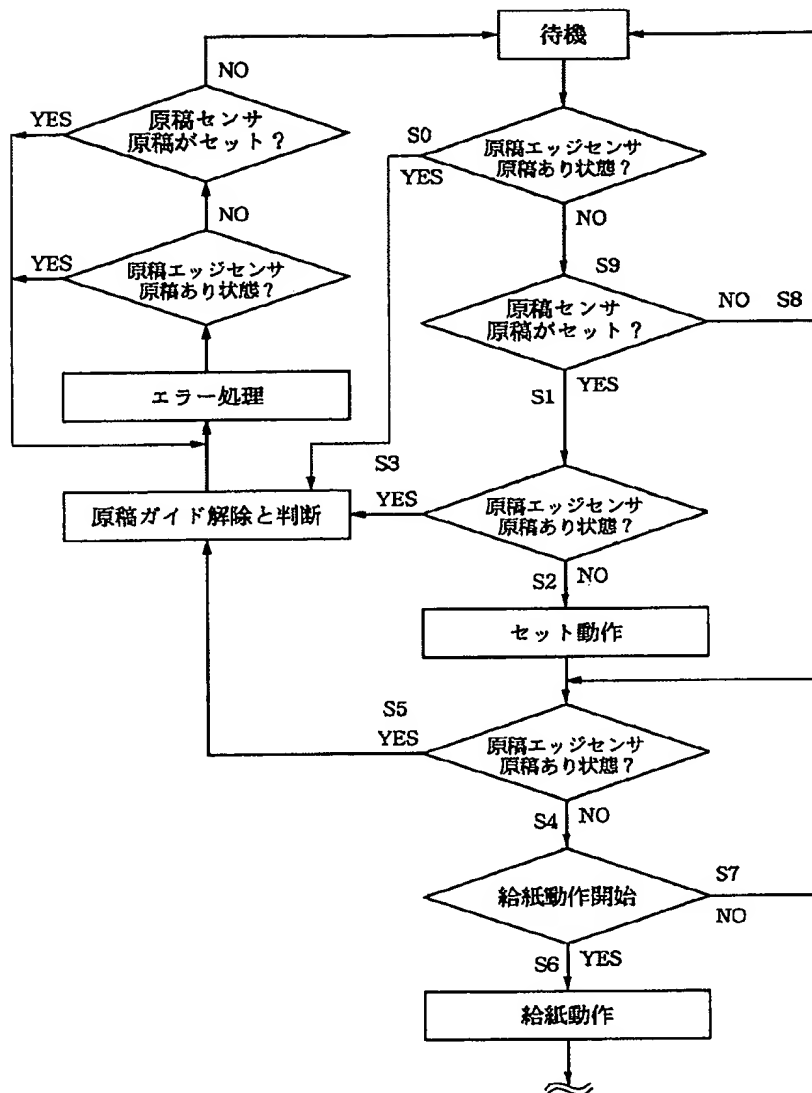 待機
NO
YES
原稿センサ
原稿がセット?
S0
YES
原稿エッジセンサ
原稿あり状態?
NO
NO
S9
YES
原稿エッジセンサ
原稿あり状態?
原稿センサ
原稿がセット?
NO S8
エラー処理
S1 YES
S3
原稿ガイド解除と判断
YES
原稿エッジセンサ
原稿あり状態?
S2 NO
セット動作
S5
YES
原稿エッジセンサ
原稿あり状態?
S4 NO
給紙動作開始
S7
NO
S6 YES
給紙動作